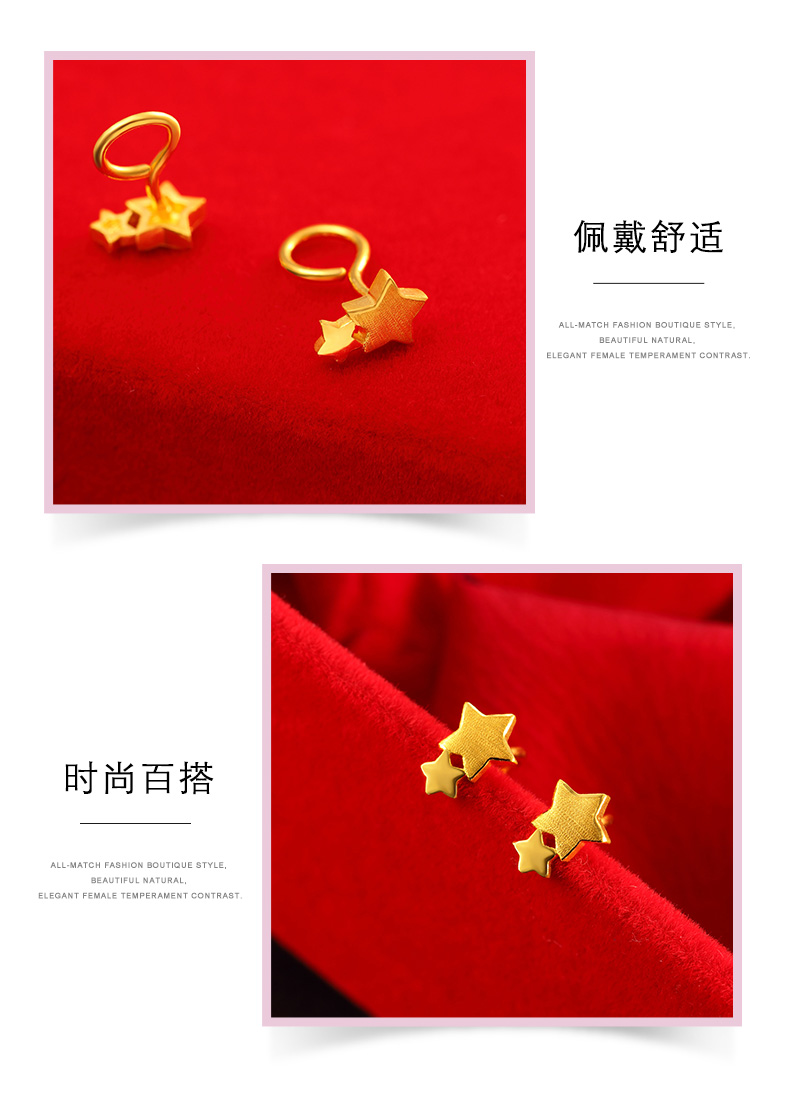 佩戴舒适
ALL-MATCH FASHION BOUTIQUE STYLE,
BEAUTIFUL NATURAL,
ELEGANT FEMALE TEMPERAMENT CONTRAST.
时尚百搭
ALL-MATCH FASHION BOUTIQUE STYLE,
BEAUTIFUL NATURAL,
ELEGANT FEMALE TEMPERAMENT CONTRAST.